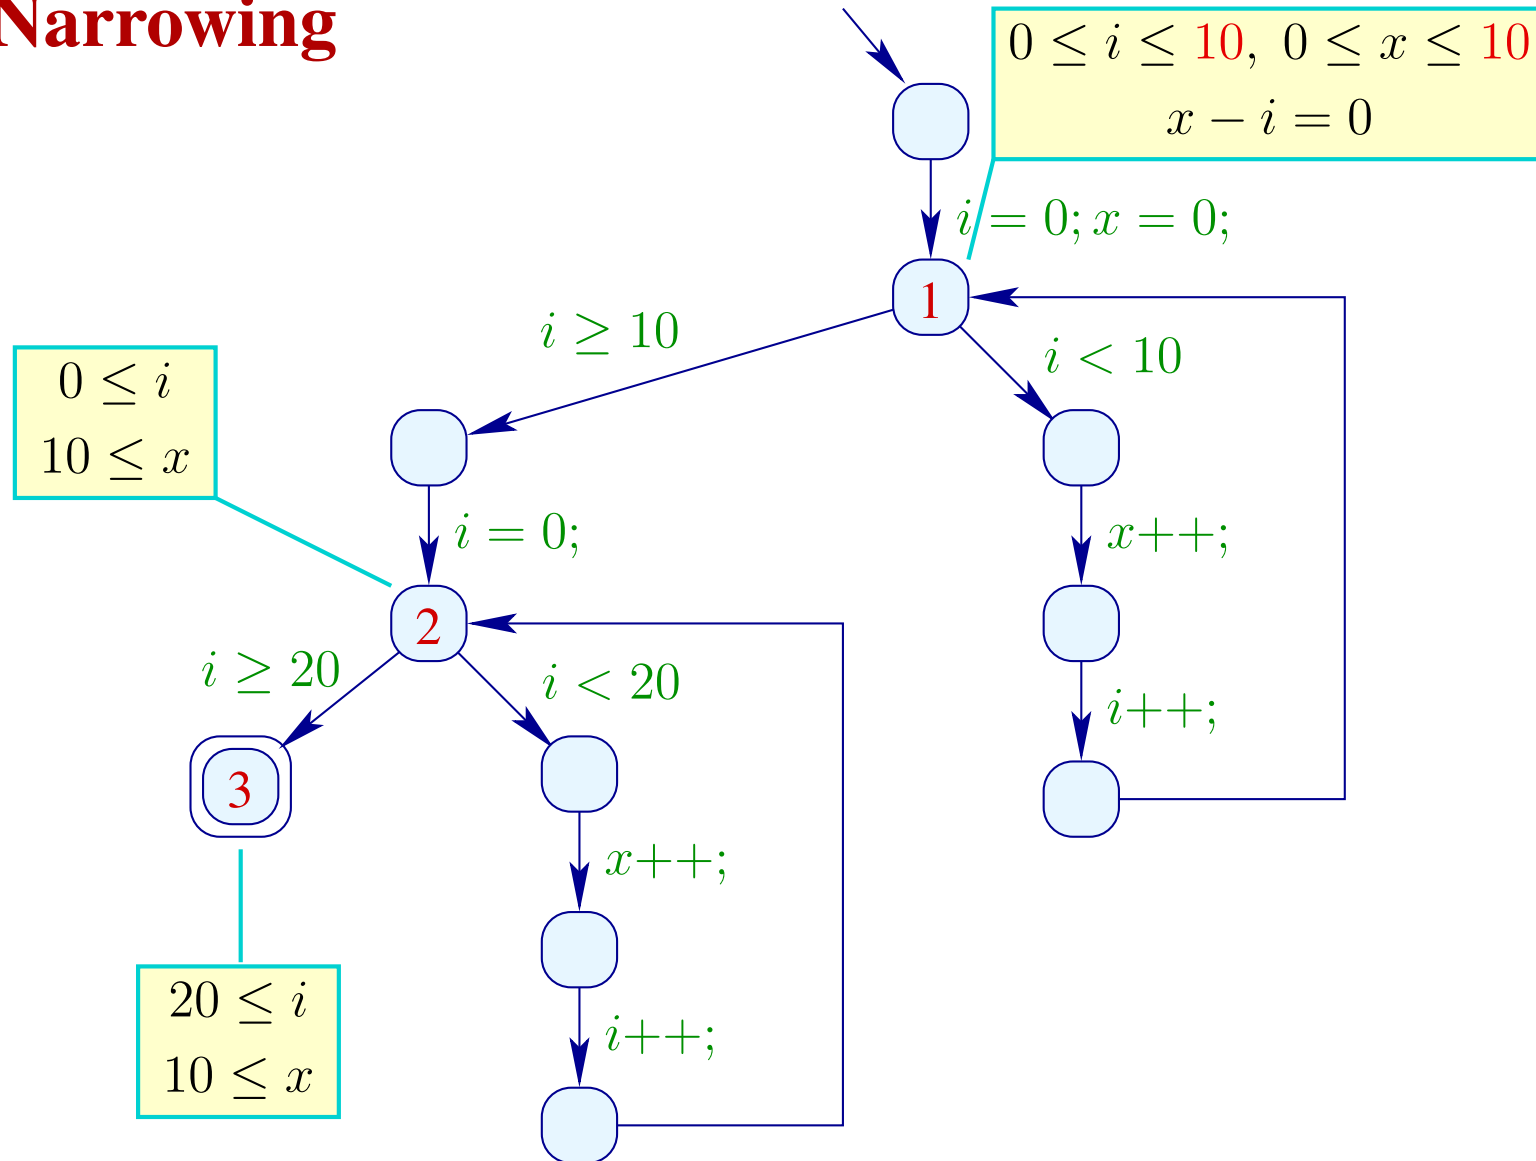 Narrowing
0 ≤ i ≤ 10, 0 ≤ x ≤ 10
x − i = 0
i = 0; x = 0;
1
i ≥ 10
i < 10
0 ≤ i
10 ≤ x
i = 0;
x++;
2
i ≥ 20
i < 20
i++;
3
x++;
20 ≤ i
10 ≤ x
i++;